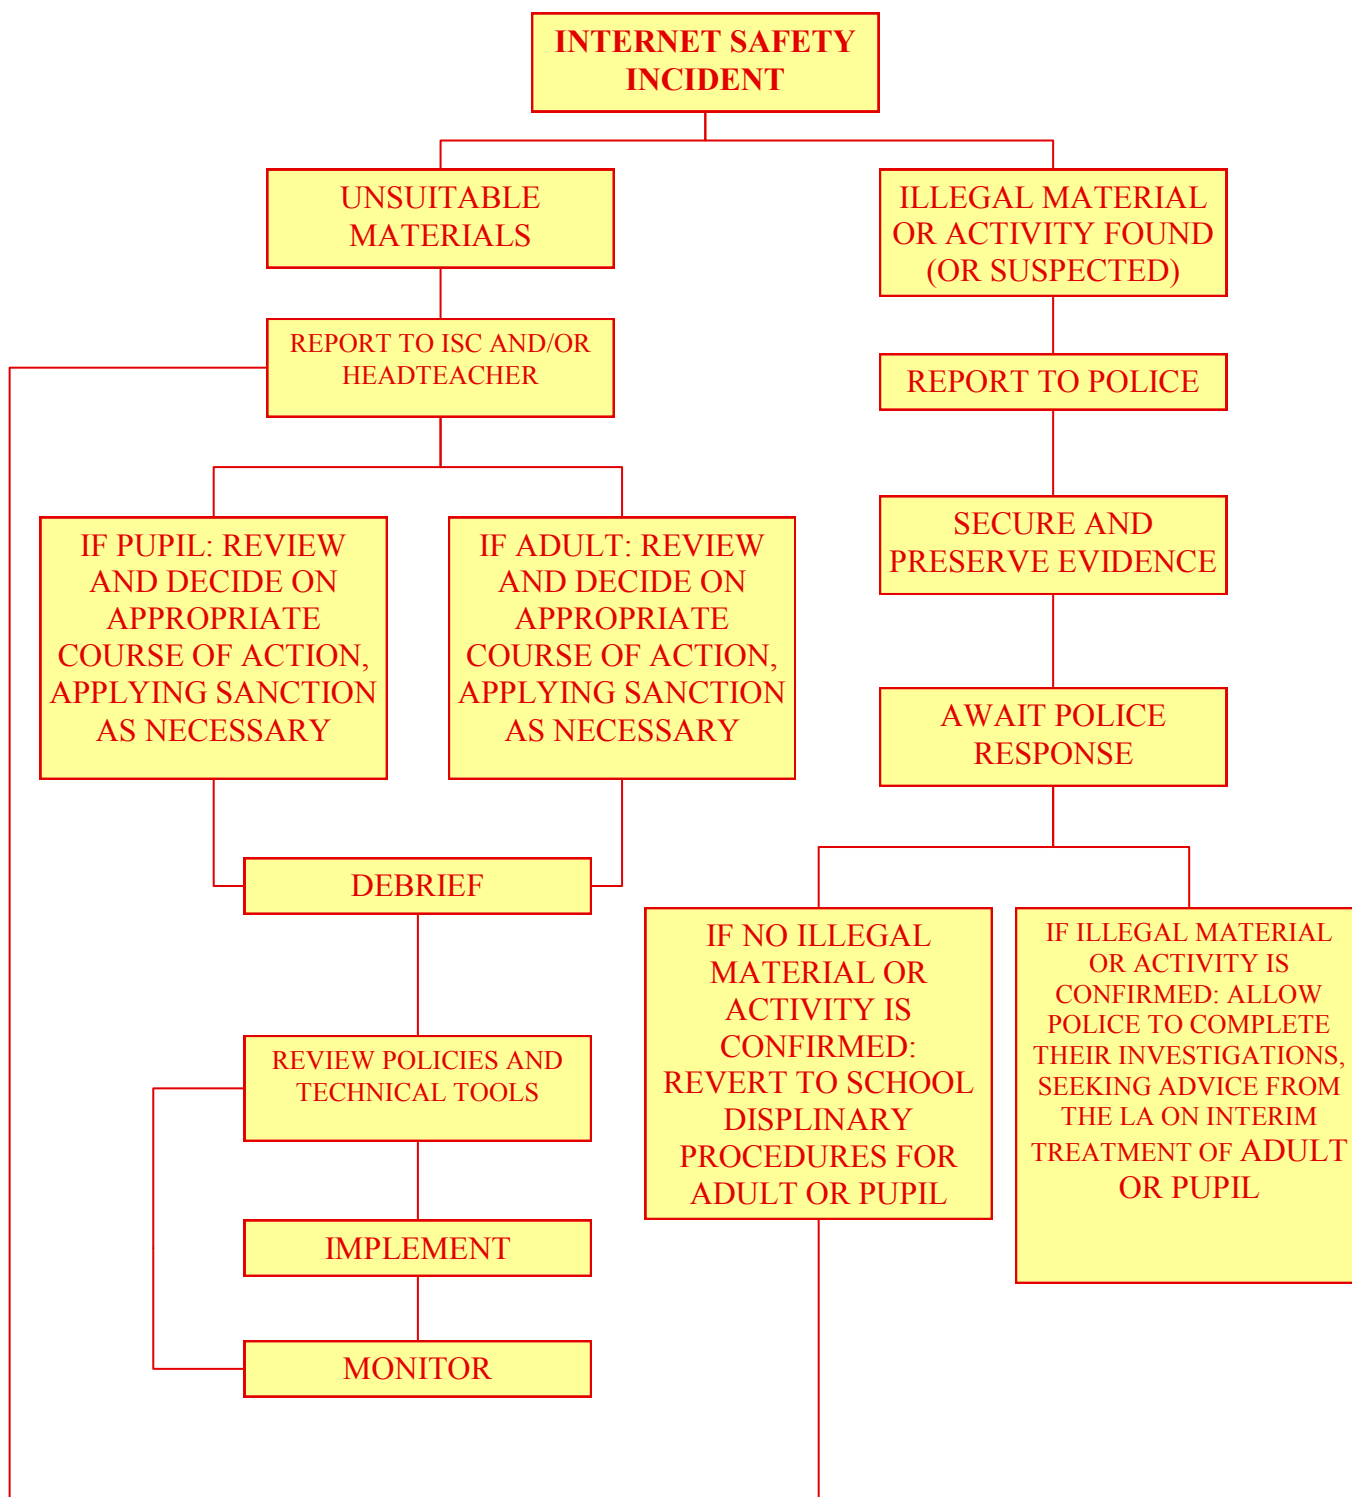 INTERNET SAFETY
INCIDENT
UNSUITABLE
MATERIALS
ILLEGAL MATERIAL
OR ACTIVITY FOUND
(OR SUSPECTED)
REPORT TO ISC AND/OR
HEADTEACHER
REPORT TO POLICE
IF PUPIL: REVIEW
AND DECIDE ON
APPROPRIATE
COURSE OF ACTION,
APPLYING SANCTION
AS NECESSARY
IF ADULT: REVIEW
AND DECIDE ON
APPROPRIATE
COURSE OF ACTION,
APPLYING SANCTION
AS NECESSARY
SECURE AND
PRESERVE EVIDENCE
AWAIT POLICE
RESPONSE
DEBRIEF
IF NO ILLEGAL
MATERIAL OR
ACTIVITY IS
CONFIRMED:
REVERT TO SCHOOL
DISPLINARY
PROCEDURES FOR
ADULT OR PUPIL
IF ILLEGAL MATERIAL
OR ACTIVITY IS
CONFIRMED: ALLOW
POLICE TO COMPLETE
THEIR INVESTIGATIONS,
SEEKING ADVICE FROM
THE LA ON INTERIM
TREATMENT OF ADULT
OR PUPIL
REVIEW POLICIES AND
TECHNICAL TOOLS
IMPLEMENT
MONITOR